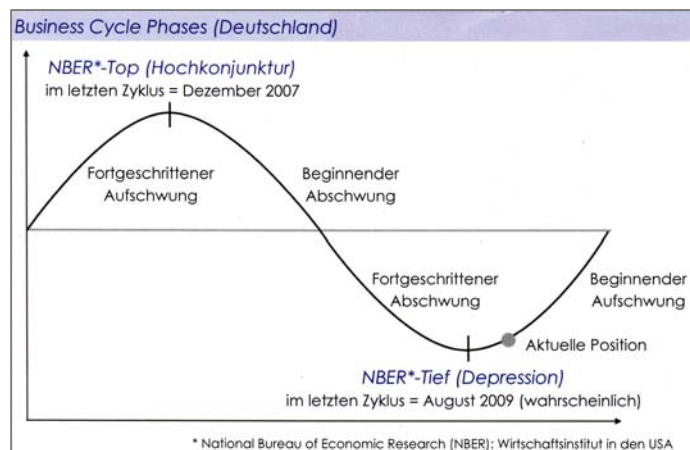 Business Cycle Phases (Deutschland)
NBER*-Top (Hochkonjunktur)
im letzten Zyklus = Dezember 2007
Fortgeschrittener
Aufschwung
Beginnender
Abschwung
Fortgeschrittener
Abschwung
Beginnender
Aufschwung
Aktuelle Position
NBER*-Tief (Depression)
im letzten Zyklus = August 2009 (wahrscheinlich)
* National Bureau of Economic Research (NBER): Wirtschaftsinstitut in den USA